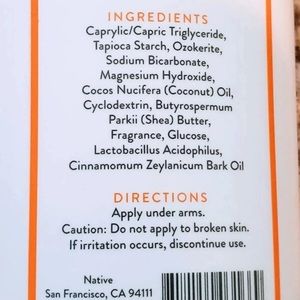 INGREDIENTS
Caprylic/Capric Triglyceride,
Tapioca Starch, Ozokerite,
Sodium Bicarbonate,
Magnesium Hydroxide,
Cocos Nucifera (Coconut) Oil,
Cyclodextrin, Butyrospermum
Parkii (Shea) Butter,
Fragrance, Glucose,
Lactobacillus Acidophilus,
Cinnamomum Zeylanicum Bark Oil
DIRECTIONS
Apply under arms.
Caution: Do not apply to broken skin.
If irritation occurs, discontinue use.
Native
San Francisco, CA 94111